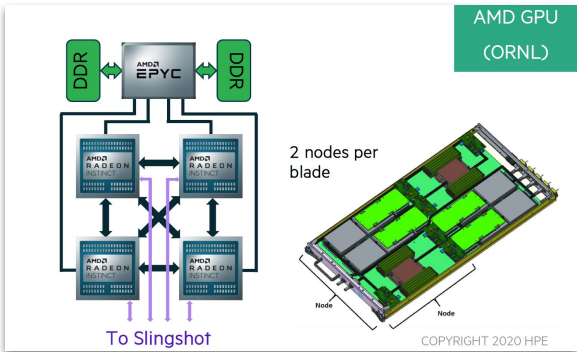 AMD GPU
(ORNL)
DDR
AMD
EPYC
DDR
AMD
RADEON
INSTINCT
AMD
RADEON
INSTINCT
2 nodes per
blade
AMD
RADEON
INSTINCT
AMD
RADEON
INSTINCT
Node
Node
To Slingshot
COPYRIGHT 2020 HPE